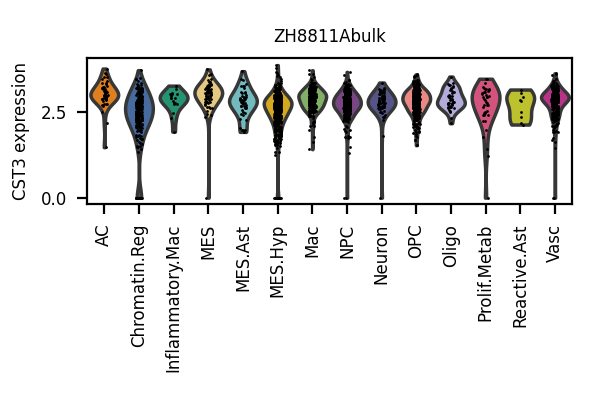 ZH8811Abulk
CST3 expression
2.5
0.0
AC
Chromatin.Reg
Inflammatory.Mac
MES
MES.Ast
MES.Hyp
Mac
NPC
Neuron
OPC
Oligo
Prolif.Metab
Reactive.Ast
Vasc